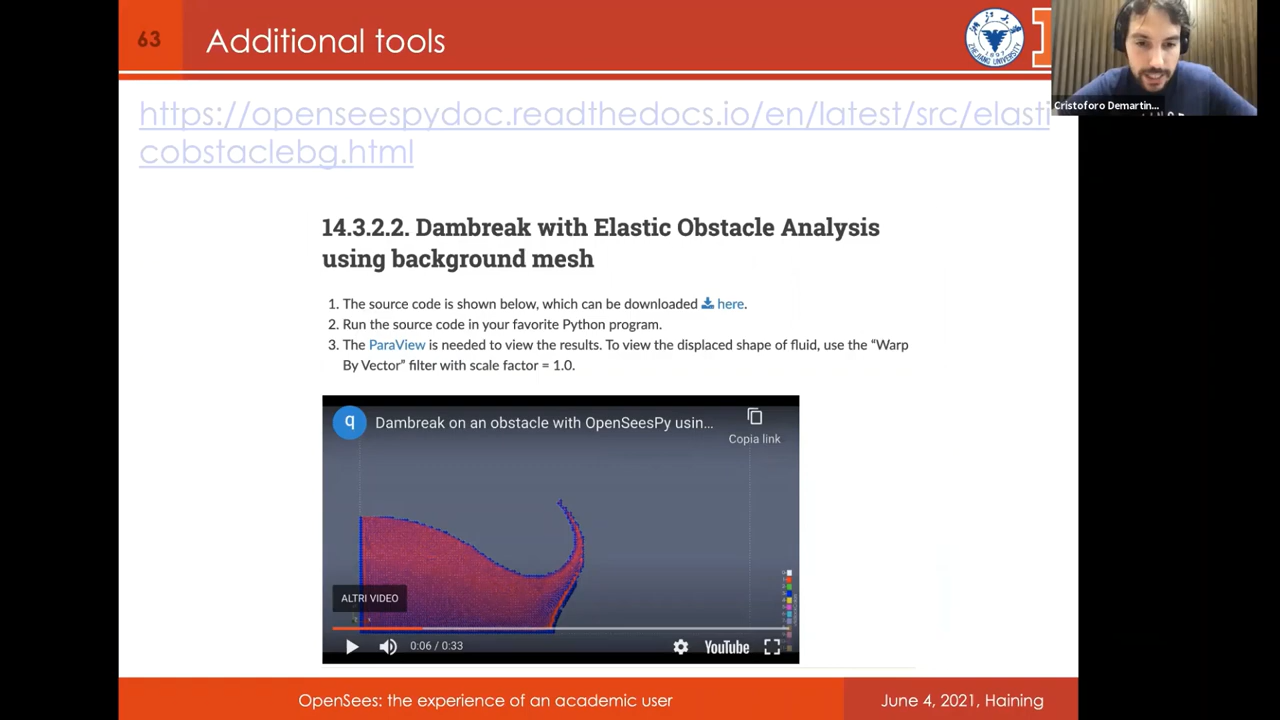 63
Additional tools
Cristoforo Demartin...
https://openseespydoc.readthedocs.io/en/latest/src/elasti
cobstaclebg.html
14.3.2.2. Dambreak with Elastic Obstacle Analysis
using background mesh
1. The source code is shown below, which can be downloaded here.
2. Run the source code in your favorite Python program.
3. The ParaView is needed to view the results. To view the displaced shape of fluid, use the “Warp
By Vector” filter with scale factor = 1.0.
q
Dambreak on an obstacle with OpenSeesPy usin...
Copia link
ALTRI VIDEO
0:06 / 0:33
YouTube
OpenSees: the experience of an academic user
June 4, 2021, Haining